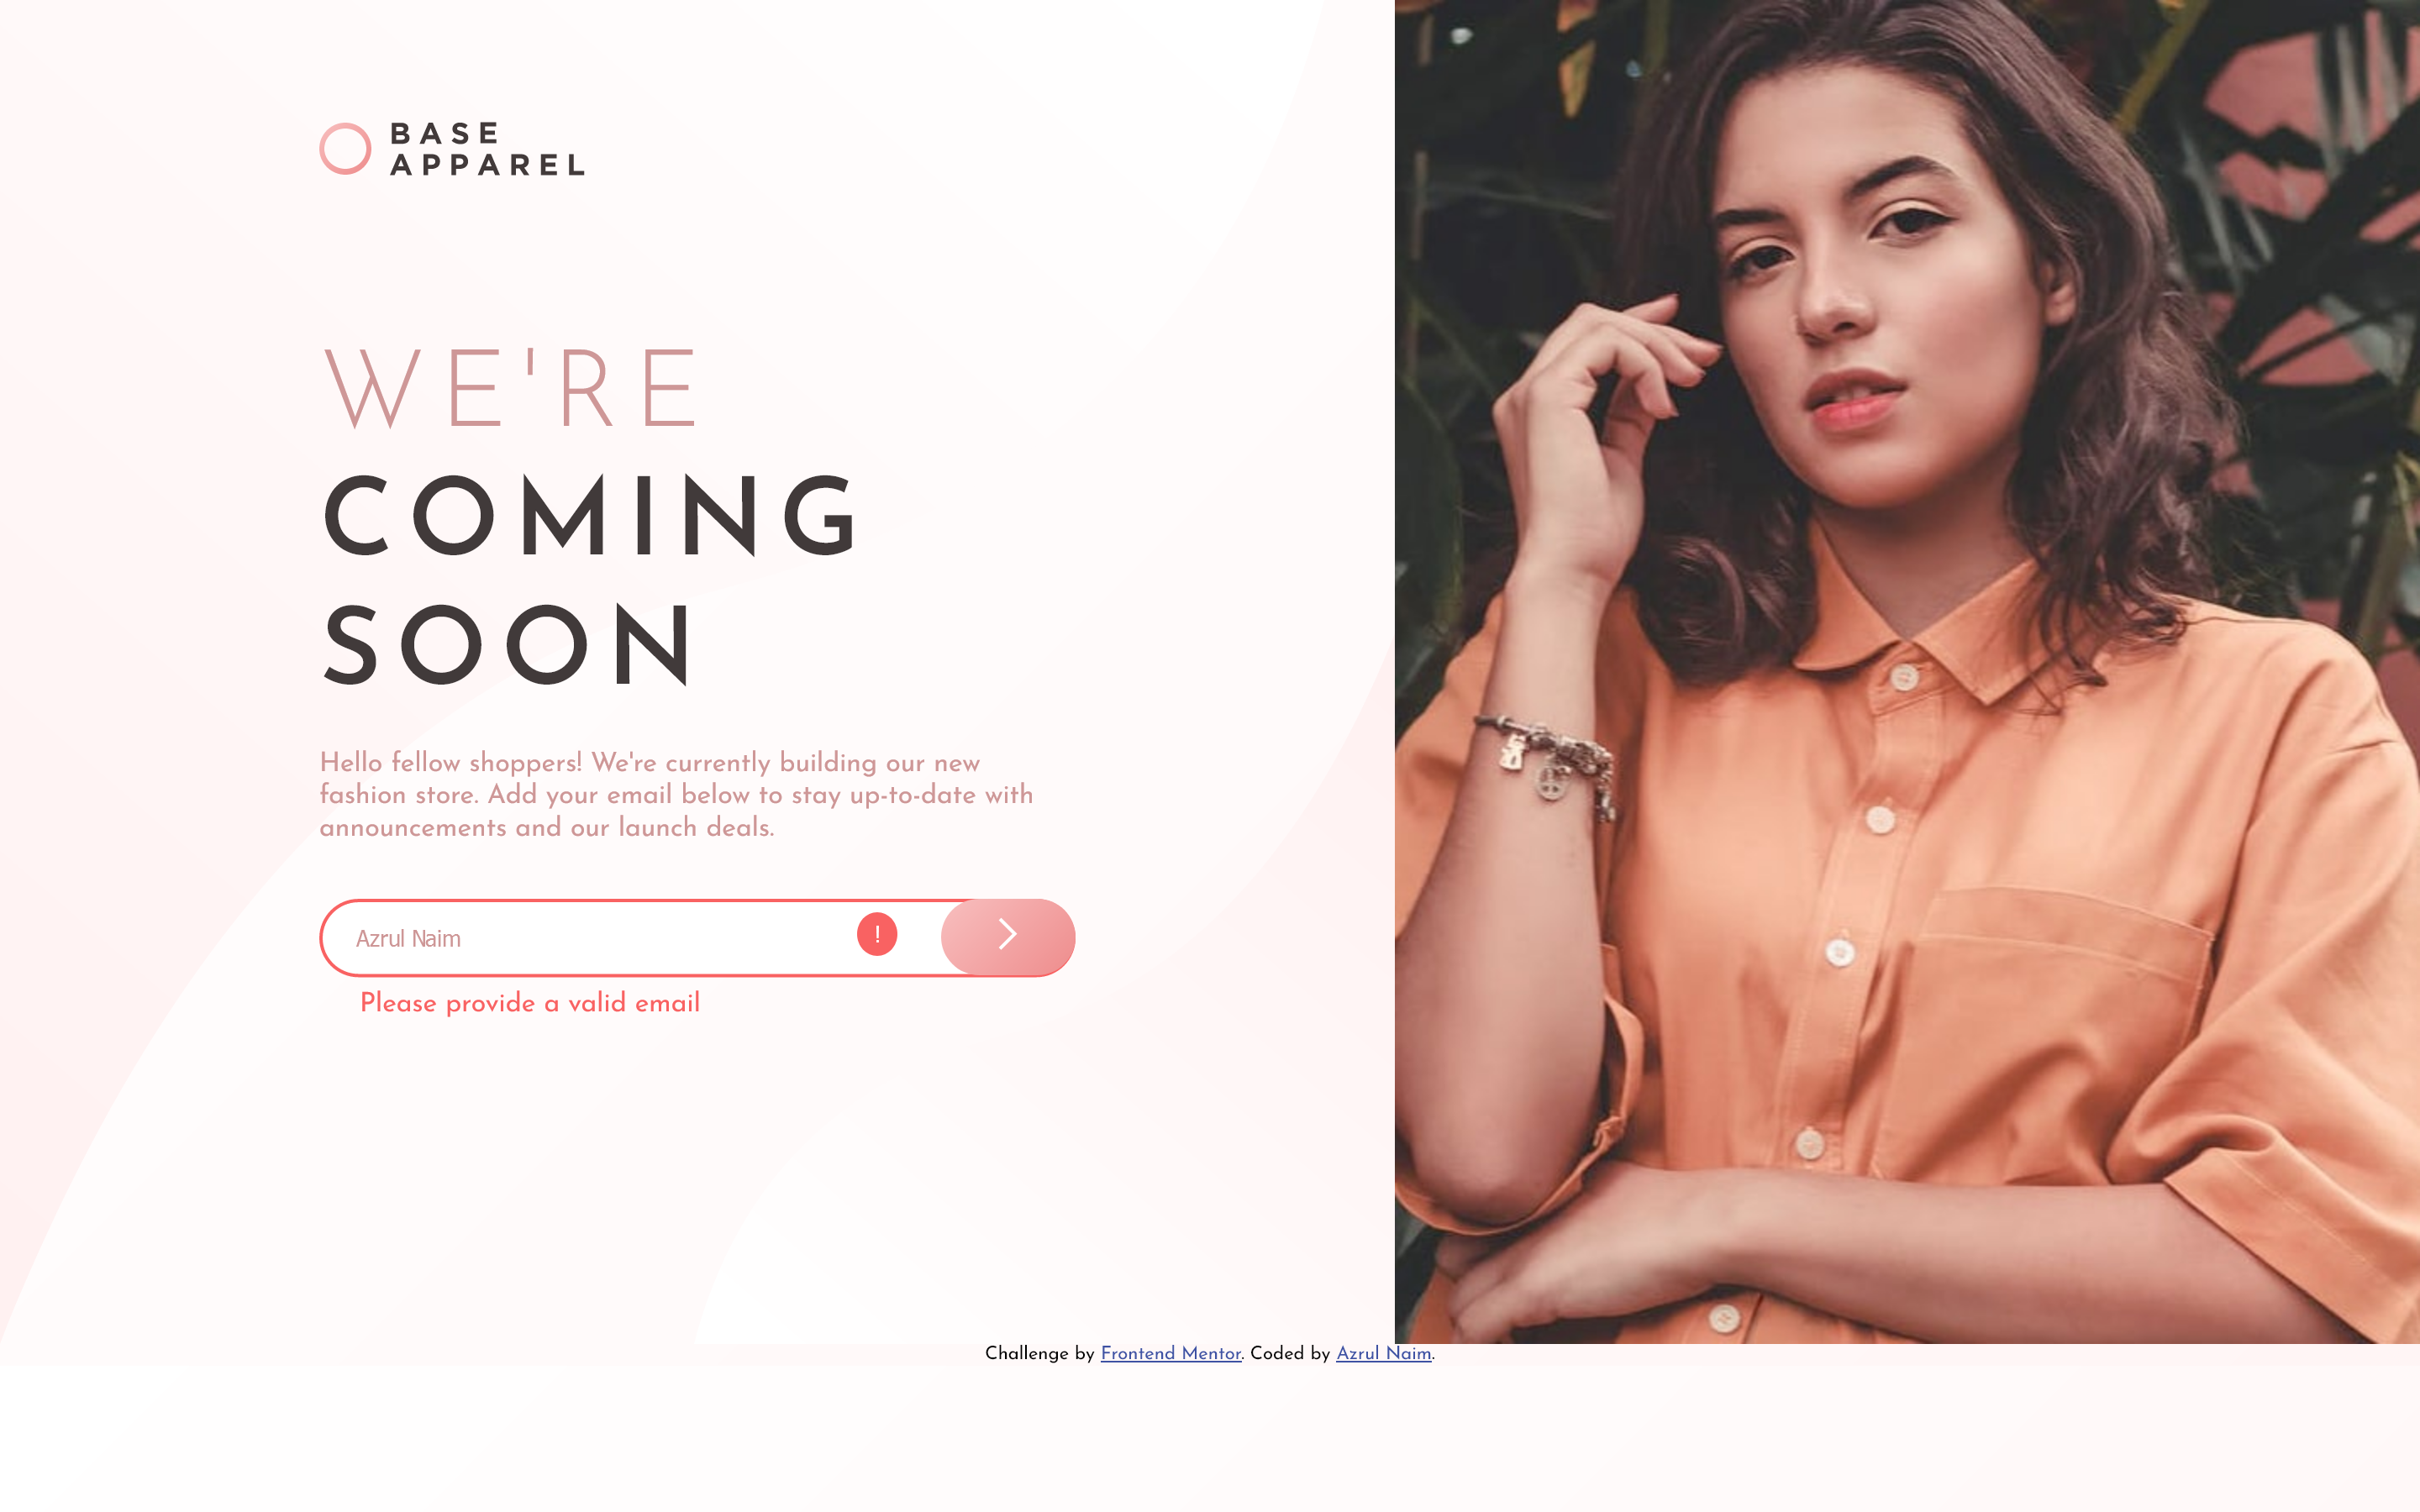 BASE
APPAREL
WE'RE
COMING
SOON
Hello fellow shoppers! We're currently building our new
fashion store. Add your email below to stay up-to-date with
announcements and our launch deals.
Azrul Naim
!
Please provide a valid email
Challenge by Frontend Mentor. Coded by Azrul Naim.